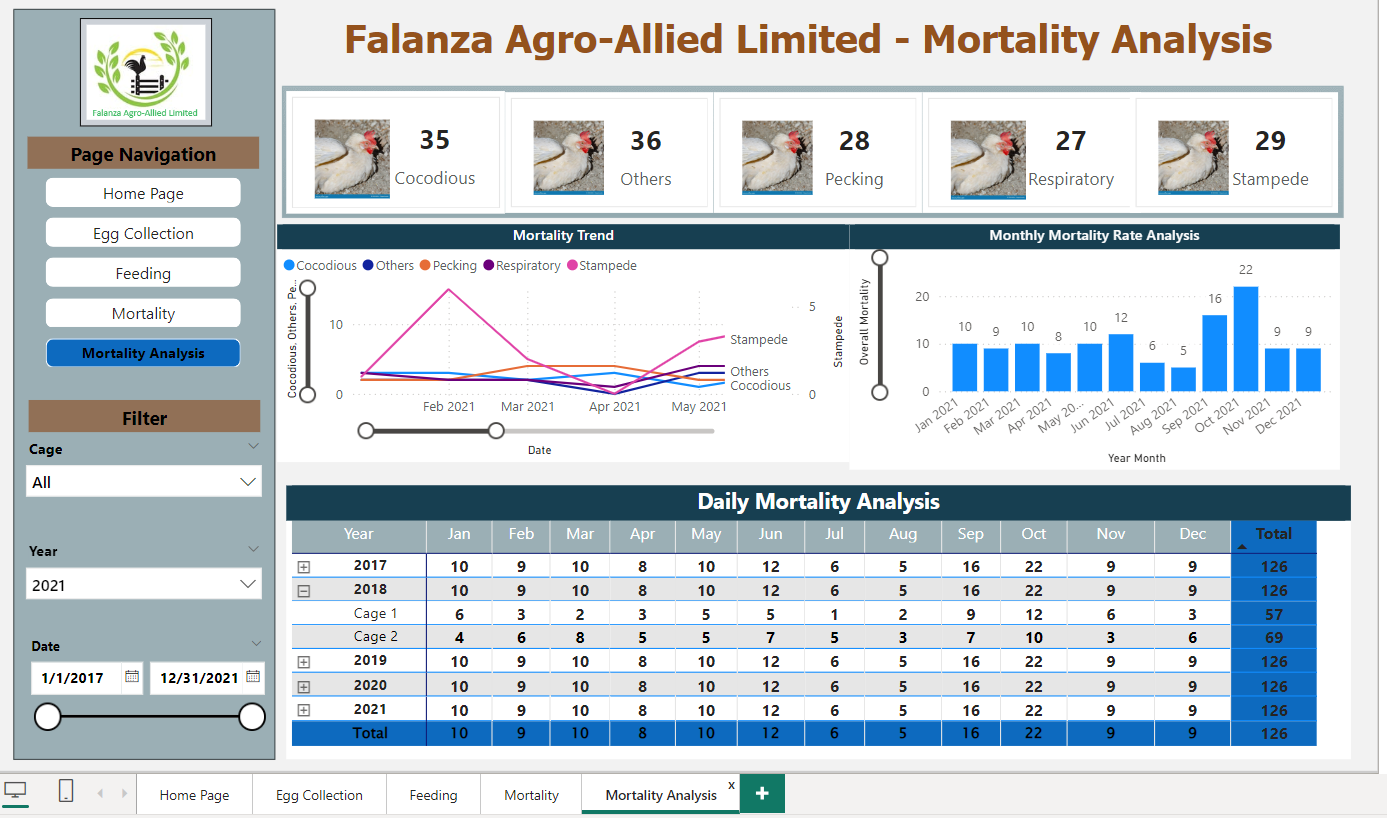 Falanza Agro-Allied Limited - Mortality Analysis
Falanza Agro-Allied Limited
Page Navigation
Home Page
Egg Collection
Feeding
Mortality
Mortality Analysis
Filter
Cage
All
Year
2021
Date
1/1/2017 12/31/2021
35 Cocodious
36 Others
28 Pecking
27 Respiratory
29 Stampede
Mortality Trend
Cocodious Others Pecking Respiratory Stampede
Cocodious, Others, Pe...
10
0
5
0
Stampede
Stampede
Others
Cocodious
Feb 2021 Mar 2021 Apr 2021 May 2021
Date
Monthly Mortality Rate Analysis
Overall Mortality
20
10
0
10 9 10 8 10 12 6 5 16 22 9 9
Jan 2021 Feb 2021 Mar 2021 Apr 2021 May 20... Jun 2021 Jul 2021 Aug 2021 Sep 2021 Oct 2021 Nov 2021 Dec 2021
Year Month
Daily Mortality Analysis
Year Jan Feb Mar Apr May Jun Jul Aug Sep Oct Nov Dec Total
2017 10 9 10 8 10 12 6 5 16 22 9 9 126
2018 10 9 10 8 10 12 6 5 16 22 9 9 126
Cage 1 6 3 2 3 5 5 1 2 9 12 6 3 57
Cage 2 4 6 8 5 5 7 5 3 7 10 3 6 69
2019 10 9 10 8 10 12 6 5 16 22 9 9 126
2020 10 9 10 8 10 12 6 5 16 22 9 9 126
2021 10 9 10 8 10 12 6 5 16 22 9 9 126
Total 10 9 10 8 10 12 6 5 16 22 9 9 126
Home Page Egg Collection Feeding Mortality Mortality Analysis x +